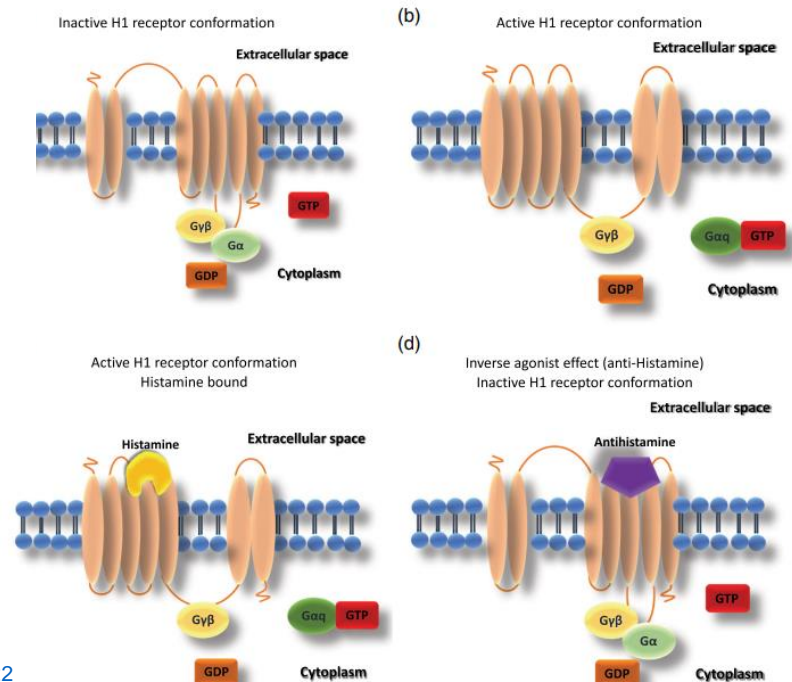 Inactive H1 receptor conformation
Extracellular space
GTP
Gγβ
Gα
GDP
Cytoplasm
(b)
Active H1 receptor conformation
Extracellular space
Gγβ
Gαq
GTP
GDP
Cytoplasm
Active H1 receptor conformation
Histamine bound
Histamine
Extracellular space
Gγβ
Gαq
GTP
GDP
Cytoplasm
(d)
Inverse agonist effect (anti-Histamine)
Inactive H1 receptor conformation
Extracellular space
Antihistamine
GTP
Gγβ
Gα
GDP
Cytoplasm
2